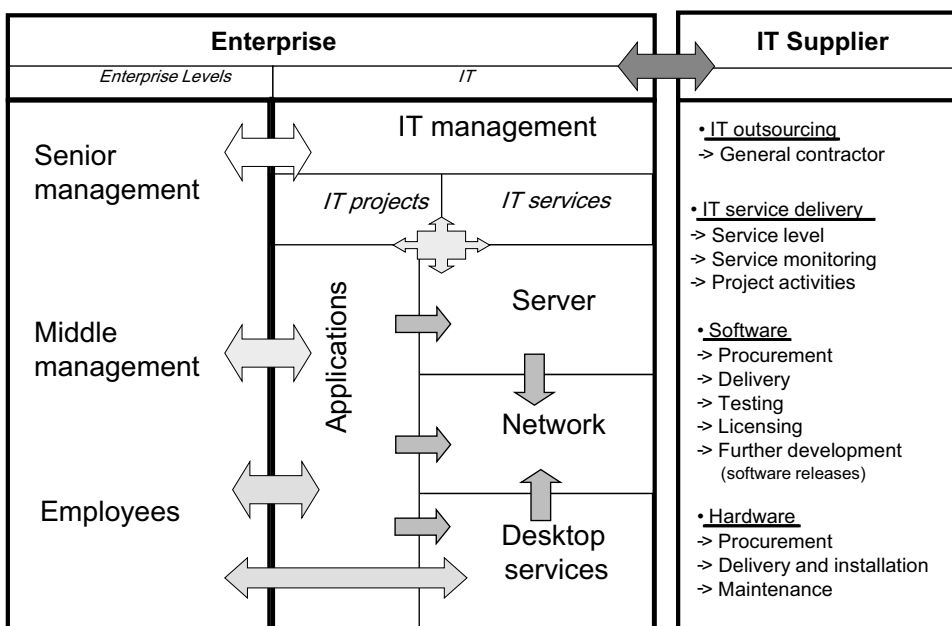 Enterprise
Enterprise Levels
IT
Senior
management
Middle
management
Employees
IT management
IT projects
IT services
Applications
Server
Network
Desktop
services
IT Supplier
• IT outsourcing
-> General contractor
• IT service delivery
-> Service level
-> Service monitoring
-> Project activities
• Software
-> Procurement
-> Delivery
-> Testing
-> Licensing
-> Further development
(software releases)
• Hardware
-> Procurement
-> Delivery and installation
-> Maintenance